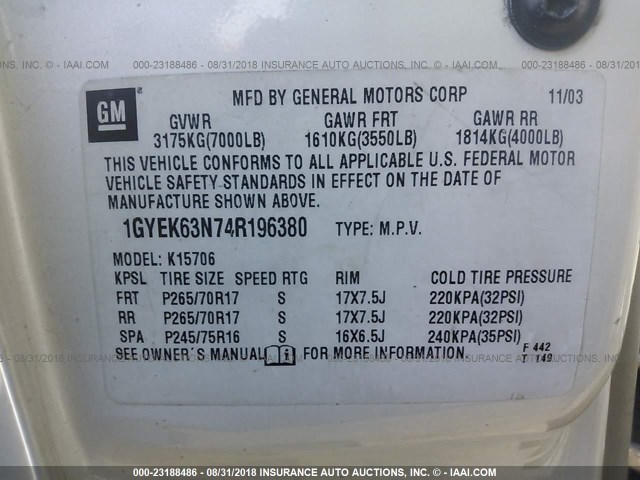 000-23188486 - 08/31/2018 INSURANCE AUTO AUCTIONS, INC. - IAAI.COM
GM
MFD BY GENERAL MOTORS CORP 11/03
GVWR GAWR FRT GAWR RR
3175KG(7000LB) 1610KG(3550LB) 1814KG(4000LB)
THIS VEHICLE CONFORMS TO ALL APPLICABLE U.S. FEDERAL MOTOR
VEHICLE SAFETY STANDARDS IN EFFECT ON THE DATE OF
MANUFACTURE SHOWN ABOVE.
1GYEK63N74R196380 TYPE: M.P.V.
MODEL: K15706
KPSL TIRE SIZE SPEED RTG RIM COLD TIRE PRESSURE
FRT P265/70R17 S 17X7.5J 220KPA(32PSI)
RR P265/70R17 S 17X7.5J 220KPA(32PSI)
SPA P245/75R16 S 16X6.5J 240KPA(35PSI)
SEE OWNER'S MANUAL i FOR MORE INFORMATION.
F 442
T 149
000-23188486 - 08/31/2018 INSURANCE AUTO AUCTIONS, INC. - IAAI.COM